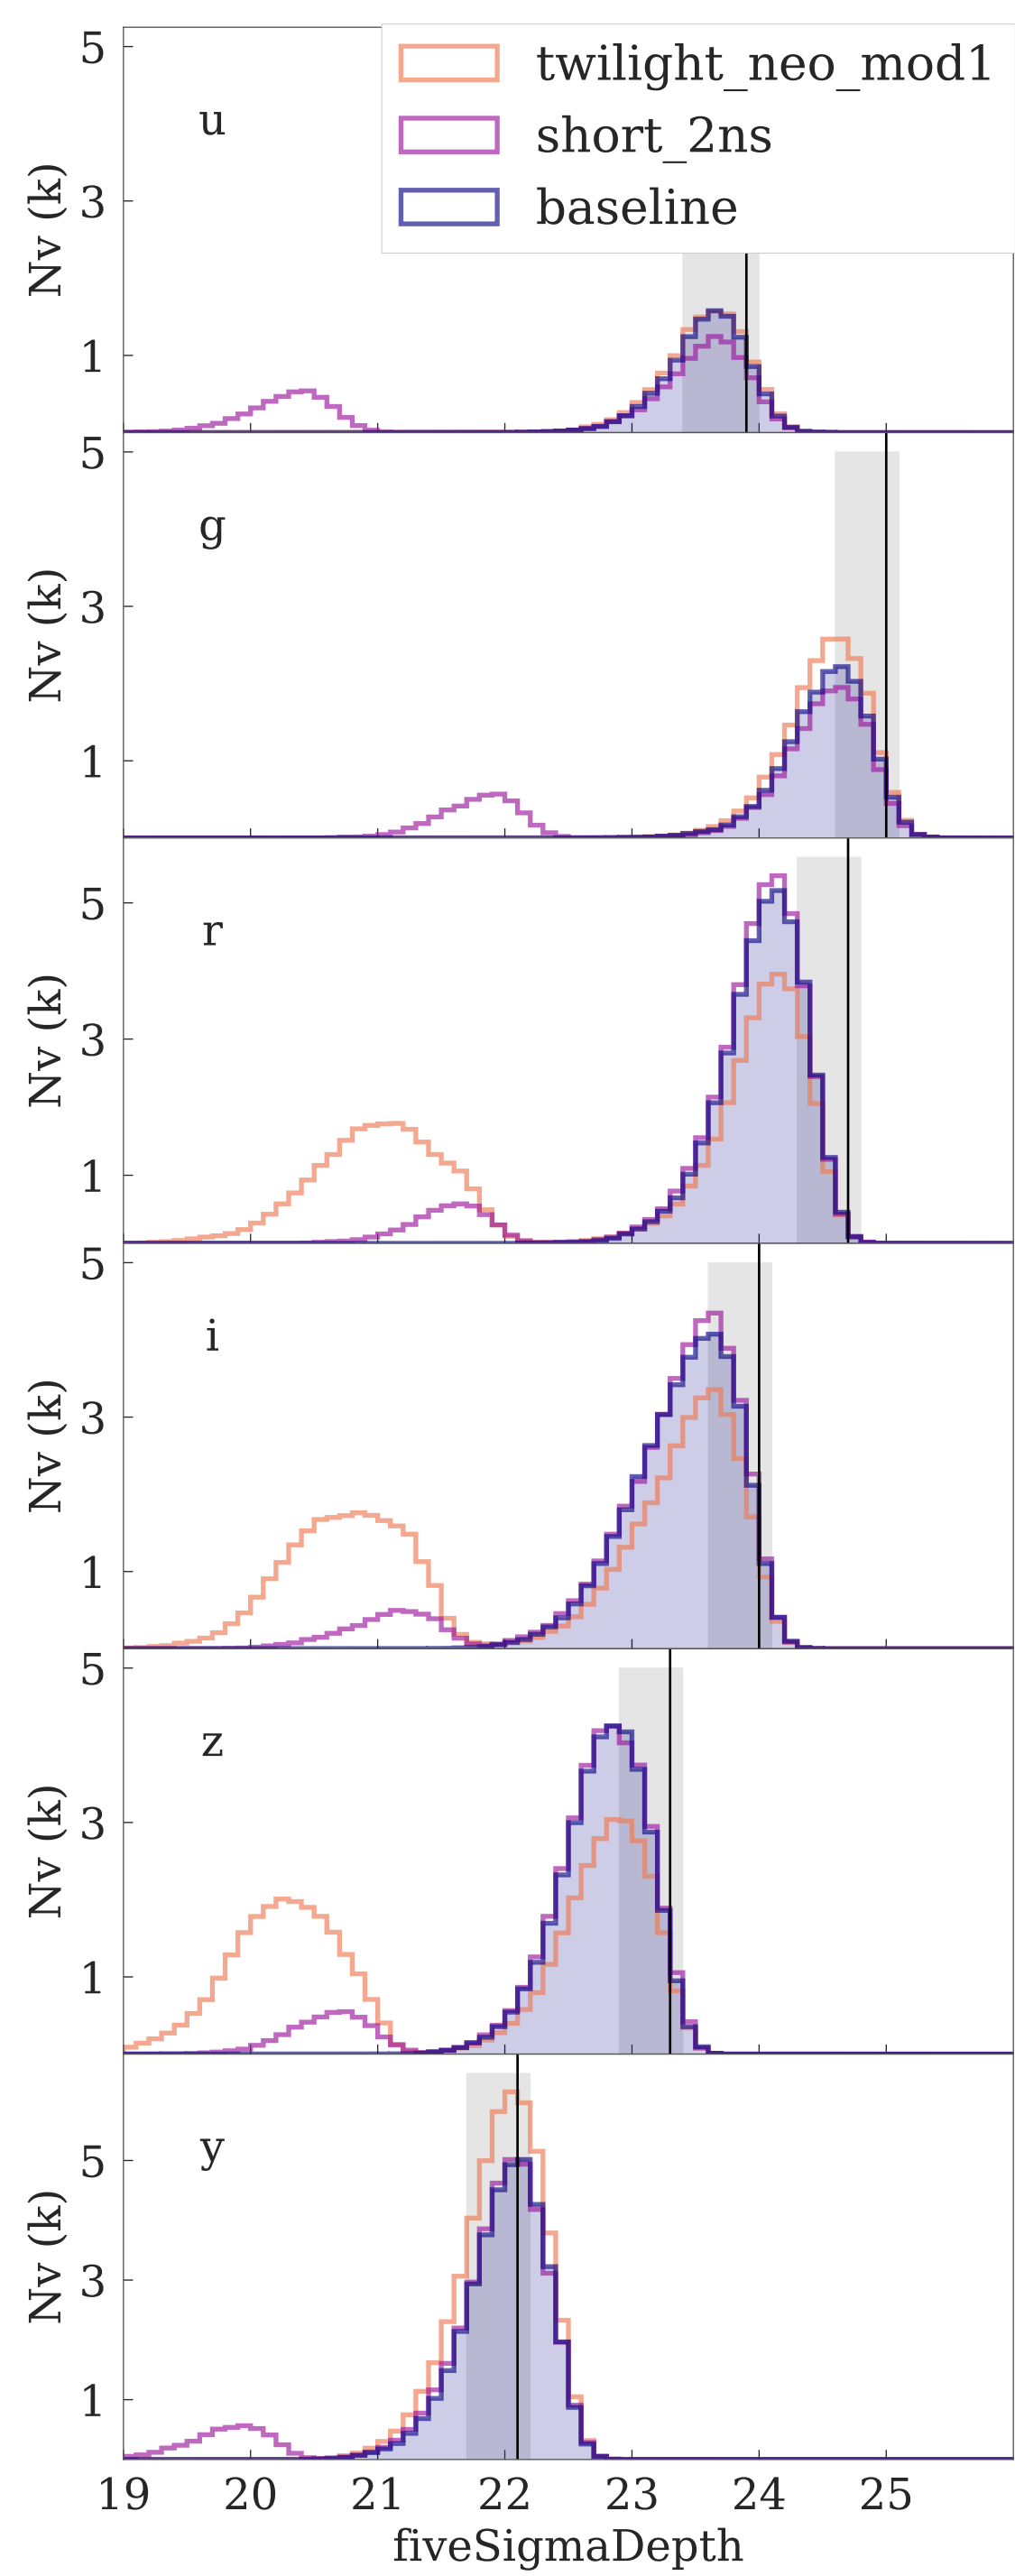 twilight_neo_mod1
short_2ns
baseline
u
5
3
1
Nv (k)
g
5
3
1
Nv (k)
r
5
3
1
Nv (k)
i
5
3
1
Nv (k)
z
5
3
1
Nv (k)
y
5
3
1
Nv (k)
19 20 21 22 23 24 25
fiveSigmaDepth